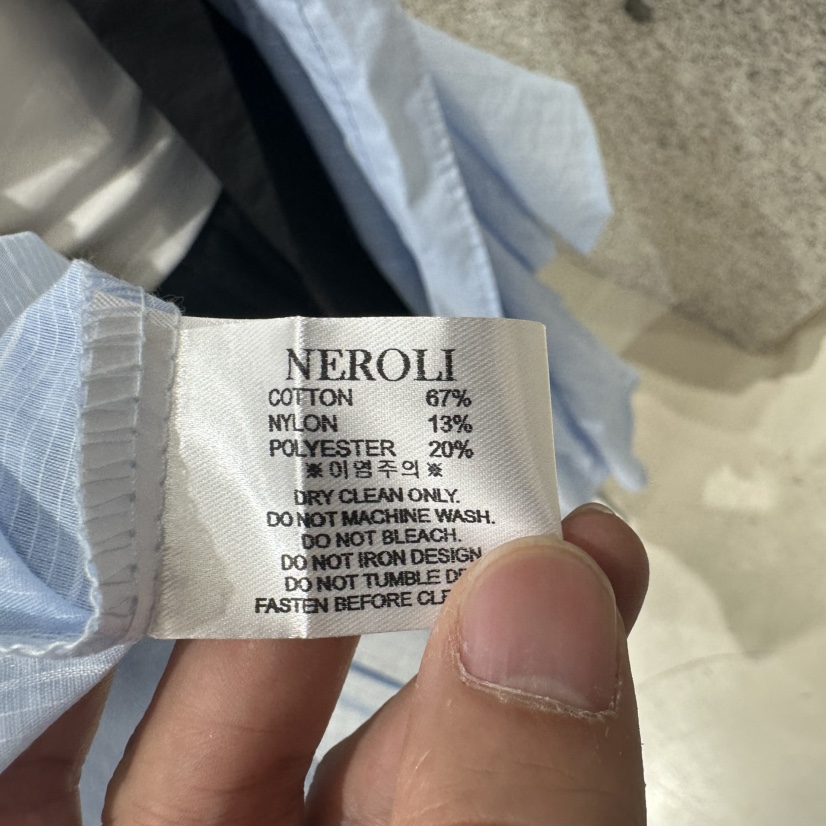 NEROLI
COTTON 67%
NYLON 13%
POLYESTER 20%
※이염주의※
DRY CLEAN ONLY.
DO NOT MACHINE WASH.
DO NOT BLEACH.
DO NOT IRON DESIGN
DO NOT TUMBLE
FASTEN BEFORE